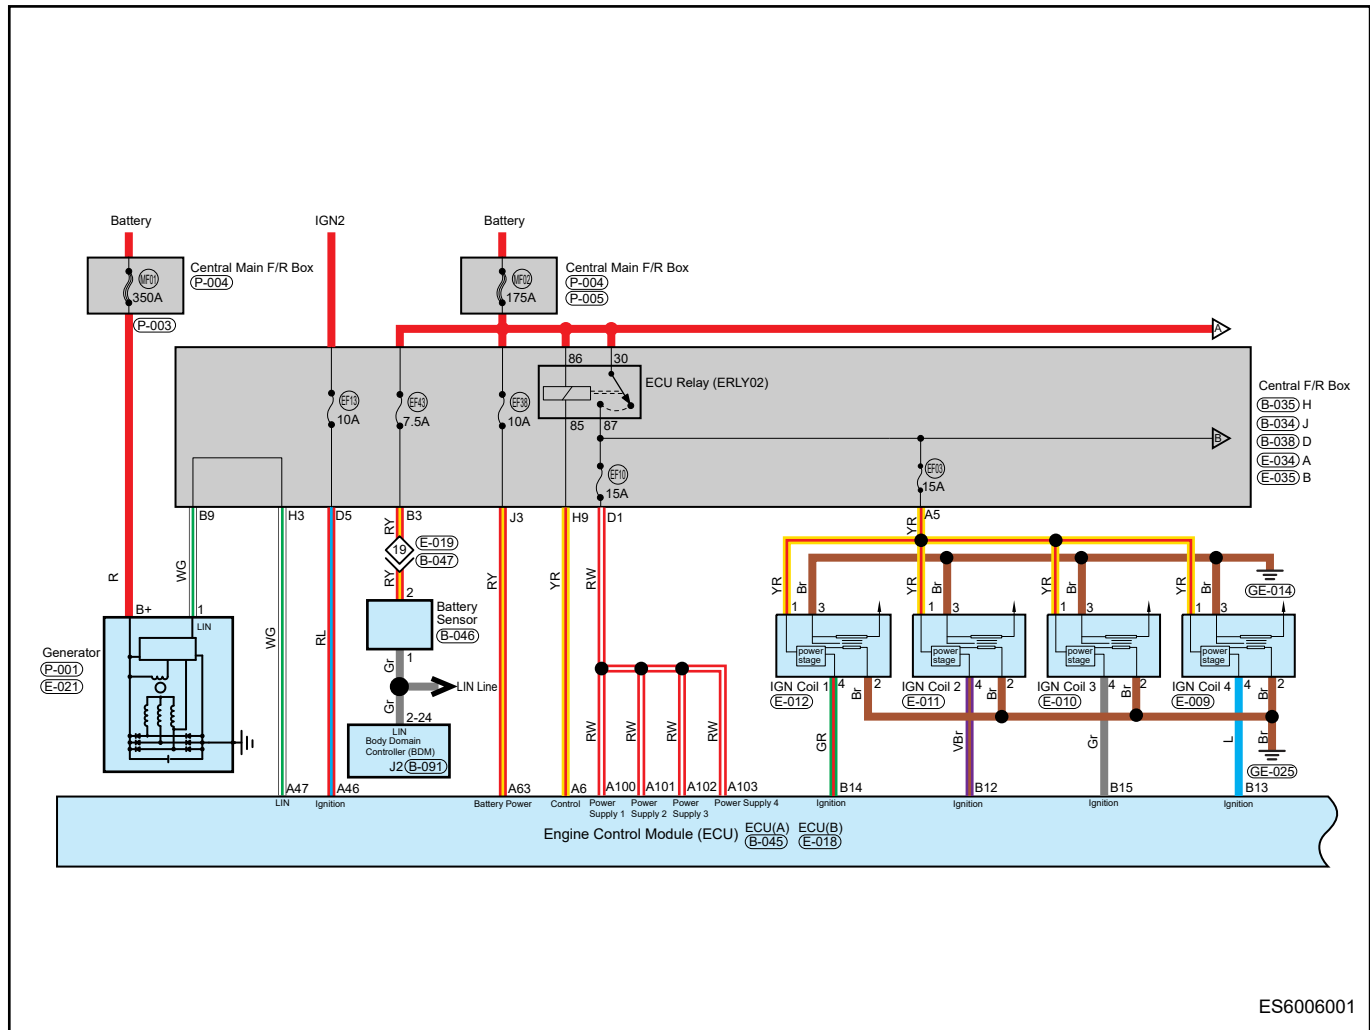 Battery
IGN2
Battery
MF01
350A
Central Main F/R Box
P-004
P-003
MF02
175A
Central Main F/R Box
P-004
P-005
A
86
30
ECU Relay (ERLY02)
85
87
EF13
10A
EF43
7.5A
EF38
10A
EF10
15A
EF03
15A
B
Central F/R Box
B-035 H
B-034 J
B-038 D
E-034 A
E-035 B
B9
H3
D5
B3
J3
H9
D1
A5
R
WG
WG
RL
RY
RY
RY
YR
RW
YR
19
E-019
B-047
2
Battery
Sensor
B-046
1
Gr
Gr
LIN Line
2-24
LIN
Body Domain
Controller (BDM)
J2 B-091
B+
1
LIN
Generator
P-001
E-021
RW
RW
RW
RW
YR
Br
YR
Br
YR
Br
YR
Br
GE-014
1
3
1
3
1
3
1
3
power
stage
power
stage
power
stage
power
stage
IGN Coil 1
E-012
4
2
IGN Coil 2
E-011
4
2
IGN Coil 3
E-010
4
2
IGN Coil 4
E-009
4
2
Br
Br
Br
Br
GR
VBr
Gr
L
Br
GE-025
A47
A46
A63
A6
A100
A101
A102
A103
B14
B12
B15
B13
LIN
Ignition
Battery Power
Control
Power
Supply 1
Power
Supply 2
Power
Supply 3
Power Supply 4
Ignition
Ignition
Ignition
Ignition
Engine Control Module (ECU)
ECU(A)
B-045
ECU(B)
E-018
ES6006001